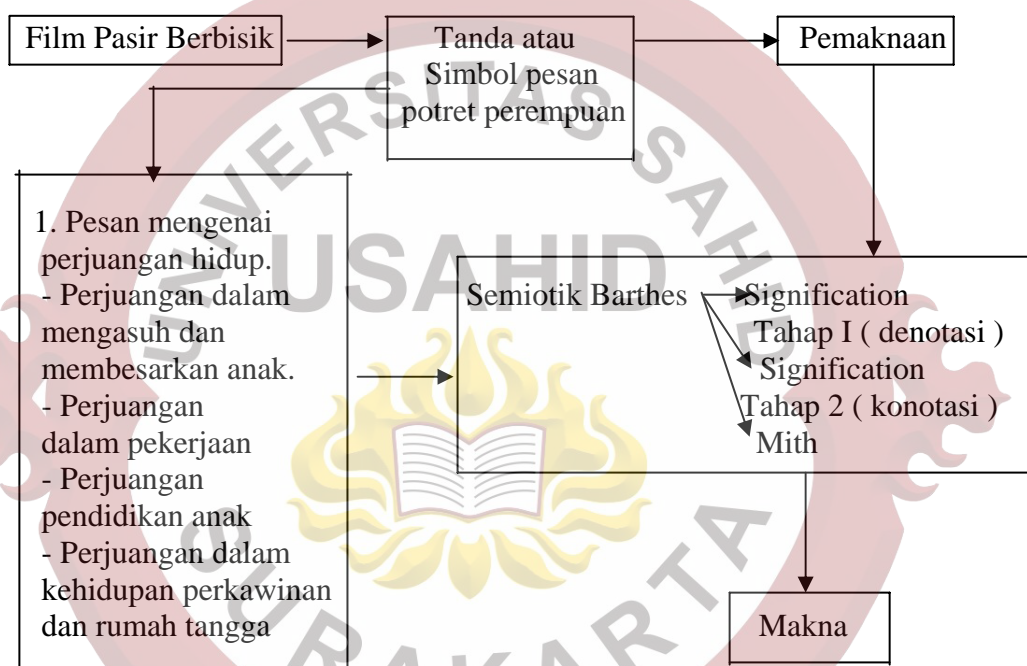 Film Pasir Berbisik
Tanda atau
Simbol pesan
potret perempuan
Pemaknaan
1. Pesan mengenai
perjuangan hidup.
- Perjuangan dalam
mengasuh dan
membesarkan anak.
- Perjuangan
dalam pekerjaan
- Perjuangan
pendidikan anak
- Perjuangan dalam
kehidupan perkawinan
dan rumah tangga
Semiotik Barthes
Signification
Tahap I ( denotasi )
Signification
Tahap 2 ( konotasi )
Mith
Makna
UNIVERSITAS SAHID
USAHID
SURAKARTA